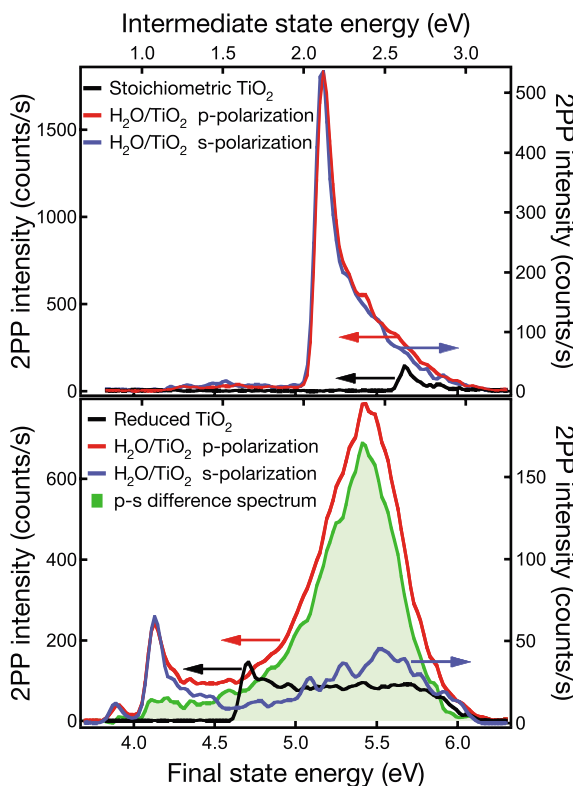 Intermediate state energy (eV)
1.0 1.5 2.0 2.5 3.0
Stoichiometric TiO₂
H₂O/TiO₂ p-polarization
H₂O/TiO₂ s-polarization
2PP intensity (counts/s)
1500
1000
500
0
500
400
300
200
100
0
2PP intensity (counts/s)
Reduced TiO₂
H₂O/TiO₂ p-polarization
H₂O/TiO₂ s-polarization
p-s difference spectrum
2PP intensity (counts/s)
600
400
200
0
150
100
50
0
2PP intensity
(counts/s)
4.0 4.5 5.0 5.5 6.0
Final state energy (eV)